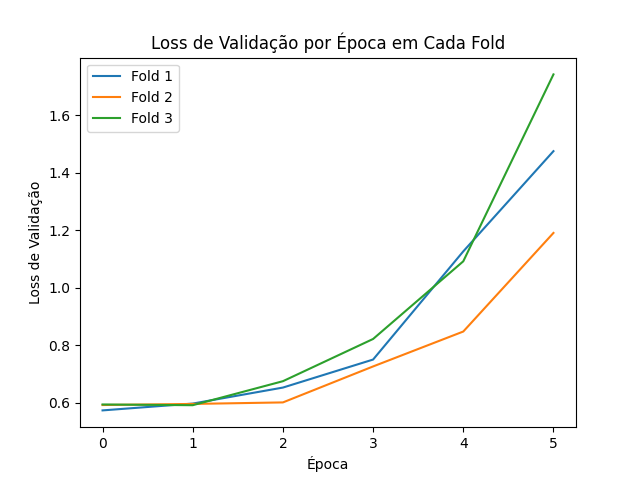 Loss de Validação por Época em Cada Fold
Fold 1
Fold 2
Fold 3
Loss de Validação
1.6
1.4
1.2
1.0
0.8
0.6
0 1 2 3 4 5
Época